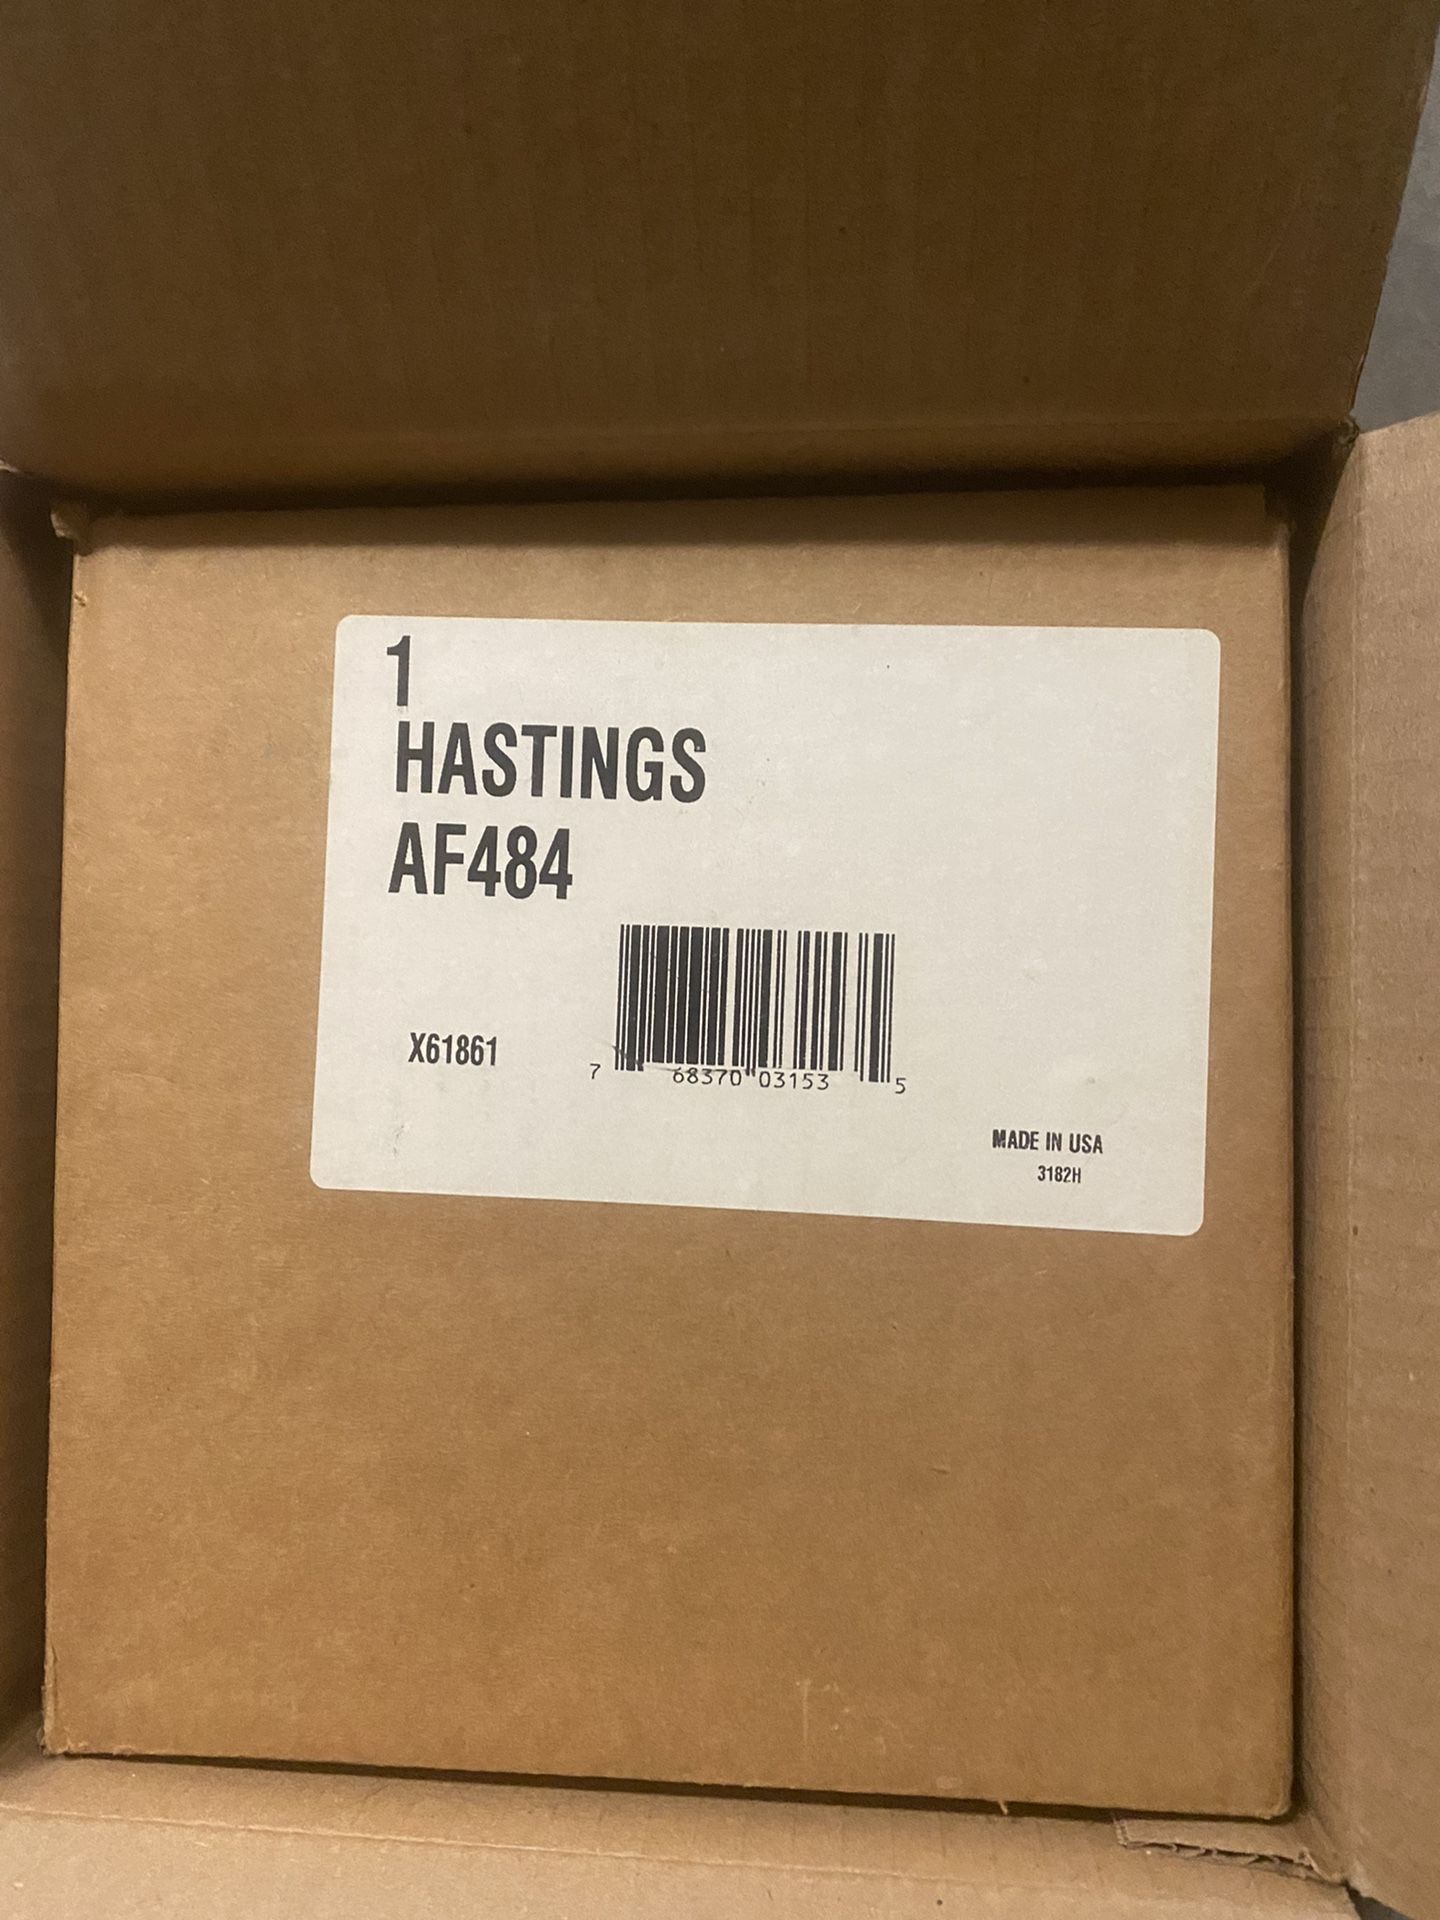 1
HASTINGS
AF484
X61861
7 68370 03153 5
MADE IN USA
3182H